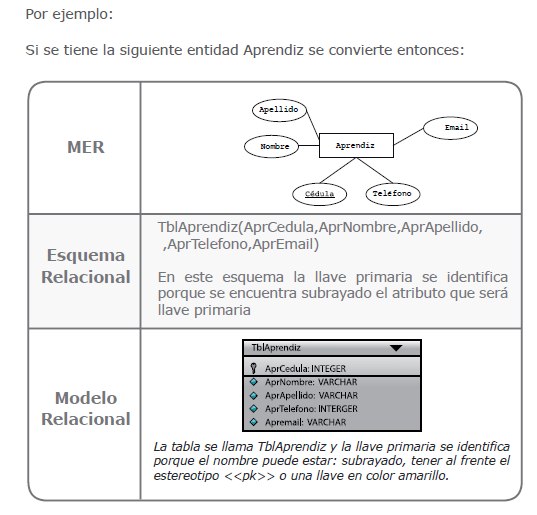 Por ejemplo:
Si se tiene la siguiente entidad Aprendiz se convierte entonces:
MER
Apellido
Nombre
Aprendiz
Email
Cédula
Teléfono
Esquema
Relacional
TblAprendiz(AprCedula,AprNombre,AprApellido,
,AprTelefono,AprEmail)
En este esquema la llave primaria se identifica
porque se encuentra subrayado el atributo que será
llave primaria
Modelo
Relacional
TblAprendiz
AprCedula: INTEGER
AprNombre: VARCHAR
AprApellido: VARCHAR
AprTelefono: INTERGER
Apremail: VARCHAR
La tabla se llama TblAprendiz y la llave primaria se identifica
porque el nombre puede estar: subrayado, tener al frente el
estereotipo <<pk>> o una llave en color amarillo.